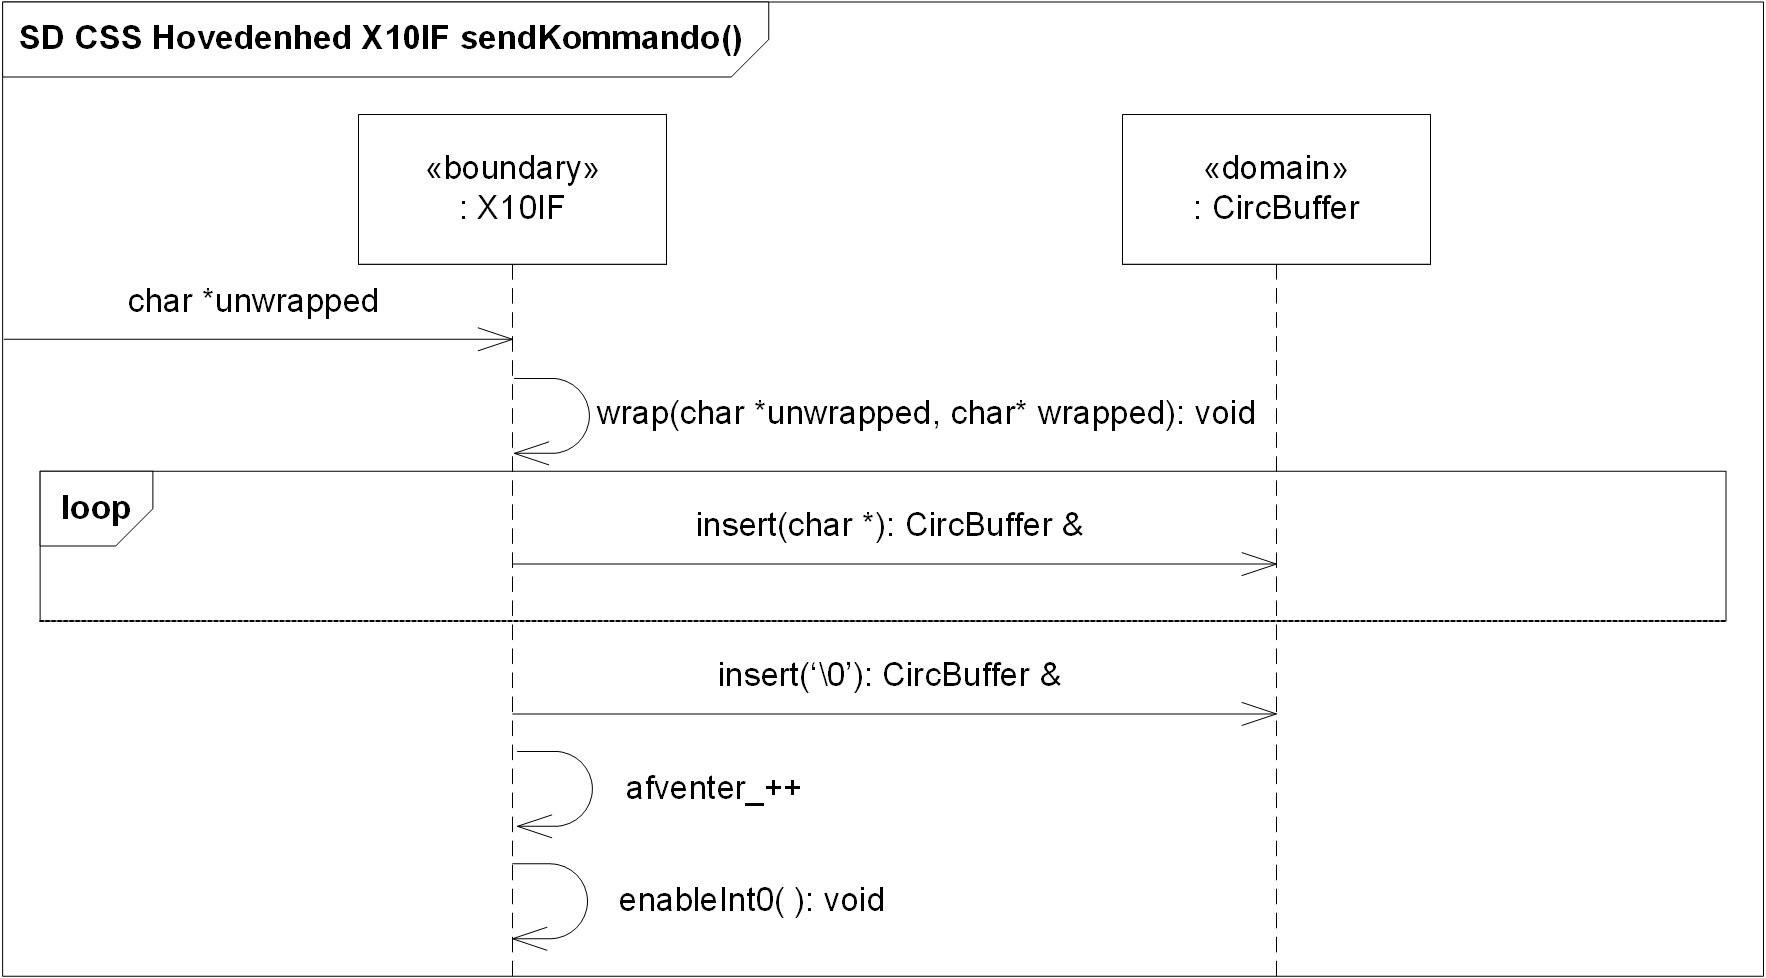 SD CSS Hovedenhed X10IF sendKommando()
«boundary»
: X10IF
«domain»
: CircBuffer
char *unwrapped
wrap(char *unwrapped, char* wrapped): void
loop
insert(char *): CircBuffer &
insert(‘\0’): CircBuffer &
afventer_++
enableInt0( ): void